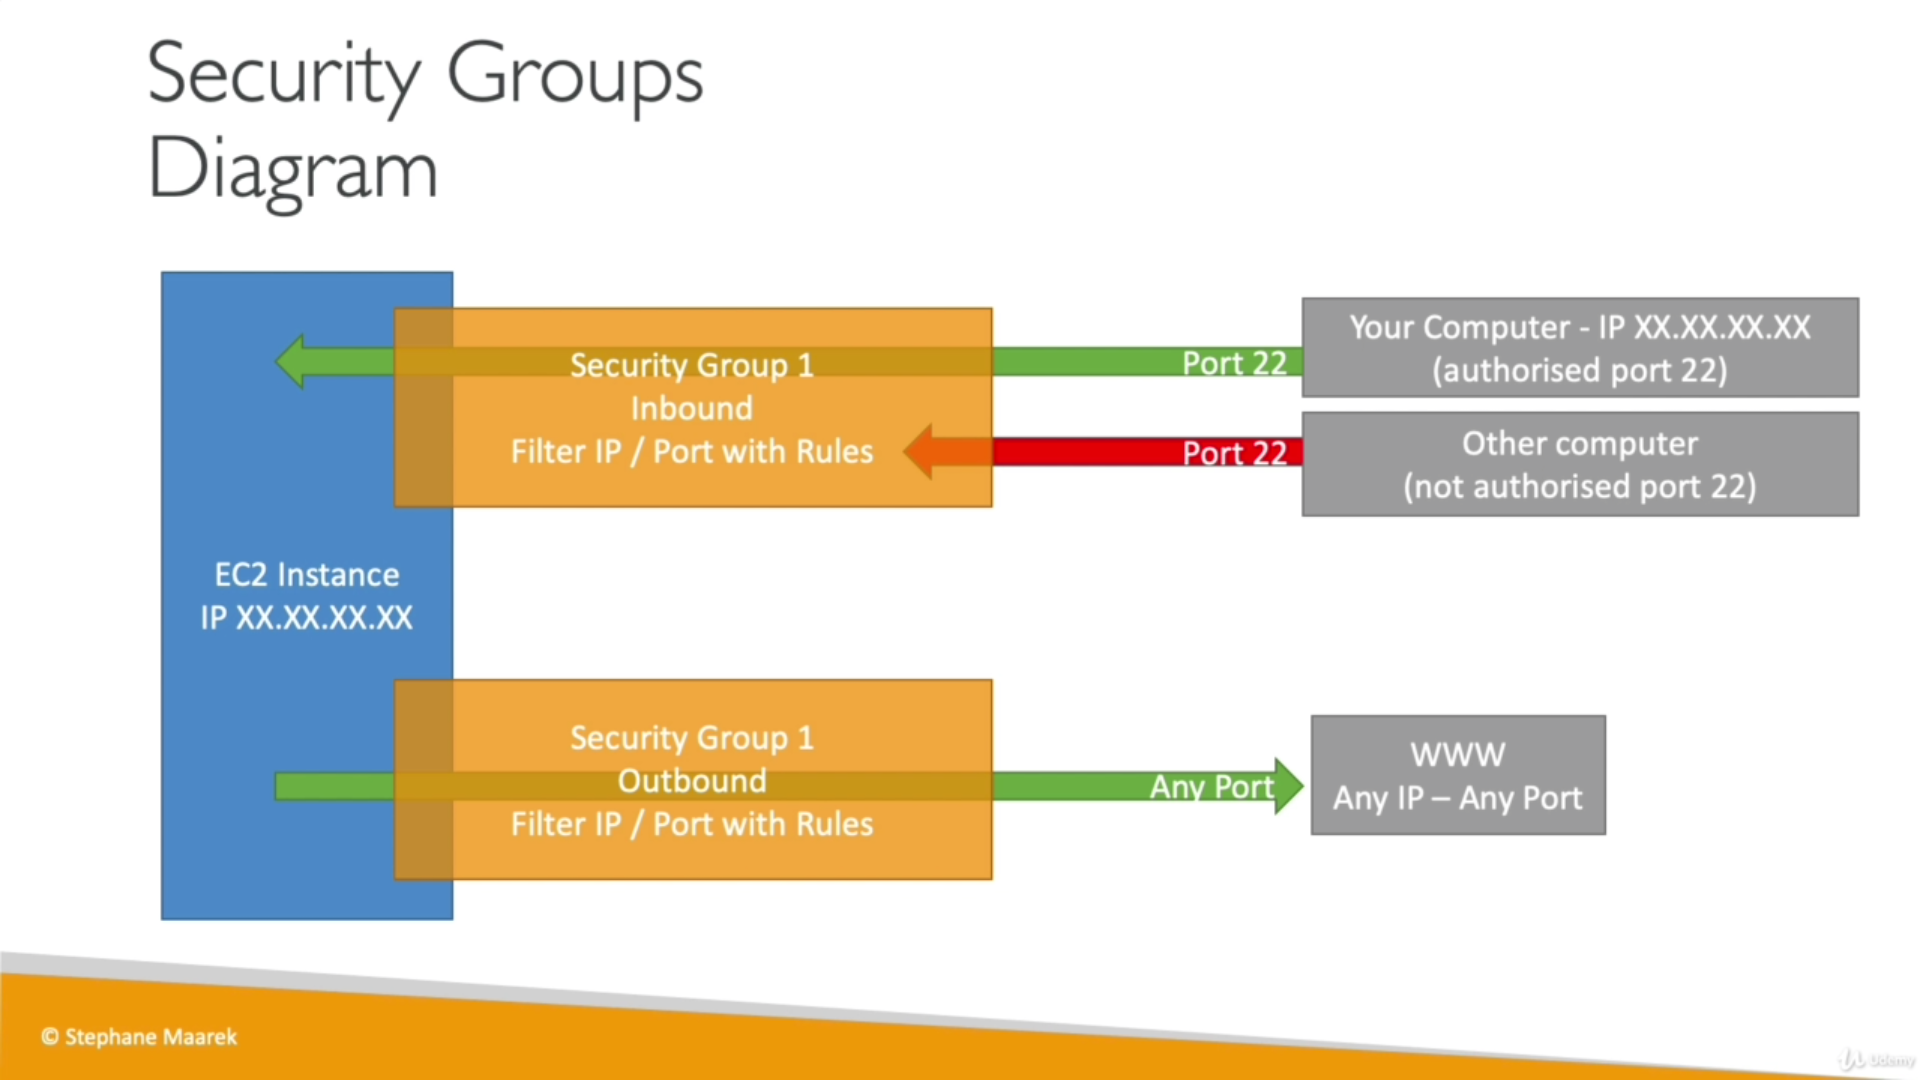 Security Groups
Diagram
Security Group 1
Inbound
Filter IP / Port with Rules
Port 22
Port 22
Your Computer - IP XX.XX.XX.XX
(authorised port 22)
Other computer
(not authorised port 22)
EC2 Instance
IP XX.XX.XX.XX
Security Group 1
Outbound
Filter IP / Port with Rules
Any Port
WWW
Any IP – Any Port
© Stephane Maarek
Udemy